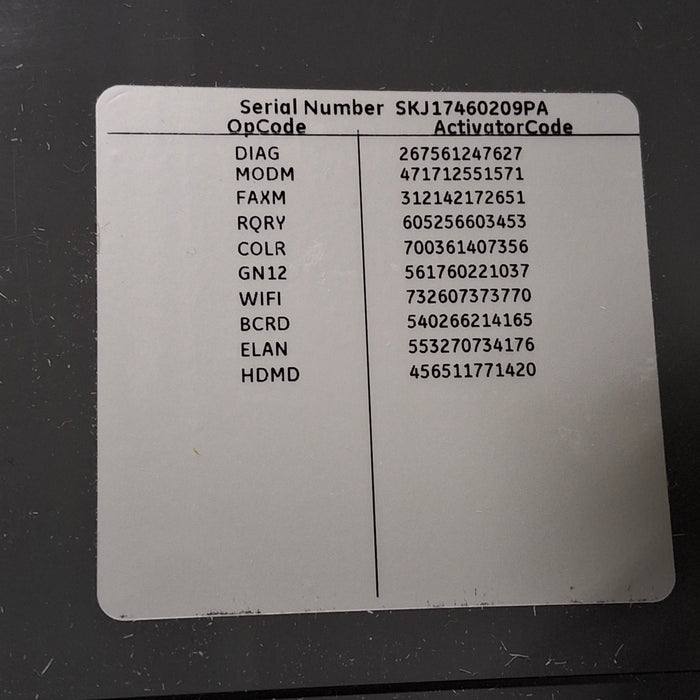 Serial Number SKJ17460209PA
OpCode ActivatorCode
DIAG 267561247627
MODM 471712551571
FAXM 312142172651
RQRY 605256603453
COLR 700361407356
GN12 561760221037
WIFI 732607373770
BCRD 540266214165
ELAN 553270734176
HDMD 456511771420